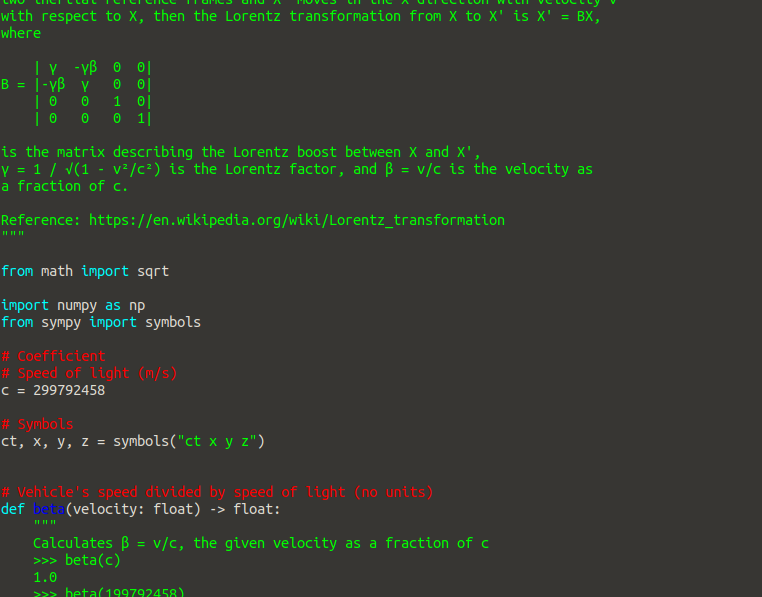 two inertial reference frames and X' moves in the x direction with velocity v
with respect to X, then the Lorentz transformation from X to X' is X' = BX,
where
    | γ  -γβ  0  0|
B = |-γβ  γ   0  0|
    | 0   0   1  0|
    | 0   0   0  1|
is the matrix describing the Lorentz boost between X and X',
γ = 1 / √(1 - v²/c²) is the Lorentz factor, and β = v/c is the velocity as
a fraction of c.
Reference: https://en.wikipedia.org/wiki/Lorentz_transformation
"""
from math import sqrt
import numpy as np
from sympy import symbols
# Coefficient
# Speed of light (m/s)
c = 299792458
# Symbols
ct, x, y, z = symbols("ct x y z")
# Vehicle's speed divided by speed of light (no units)
def beta(velocity: float) -> float:
    """
    Calculates β = v/c, the given velocity as a fraction of c
    >>> beta(c)
    1.0
    >>> beta(199792458)